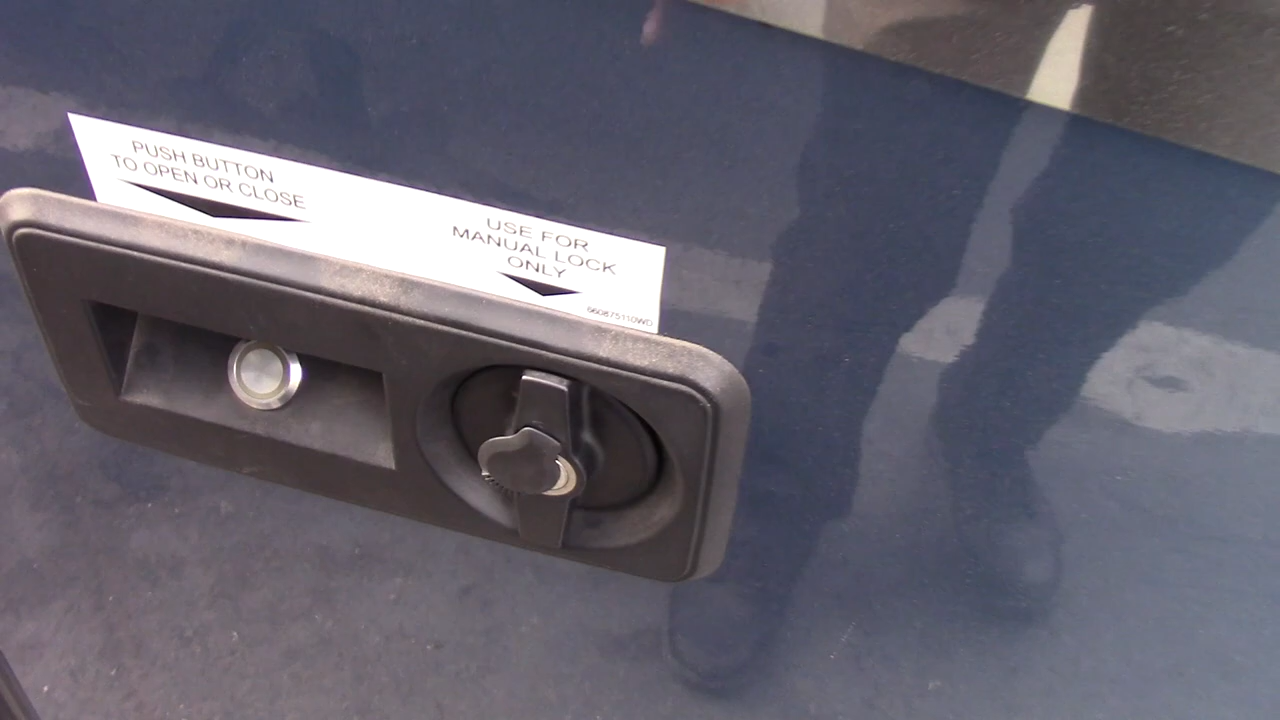 PUSH BUTTON
TO OPEN OR CLOSE
USE FOR
MANUAL LOCK
ONLY
660875110WD